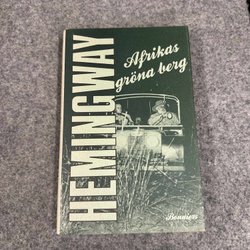 HEMINGWAY
Afrikas
gröna berg
Bonniers